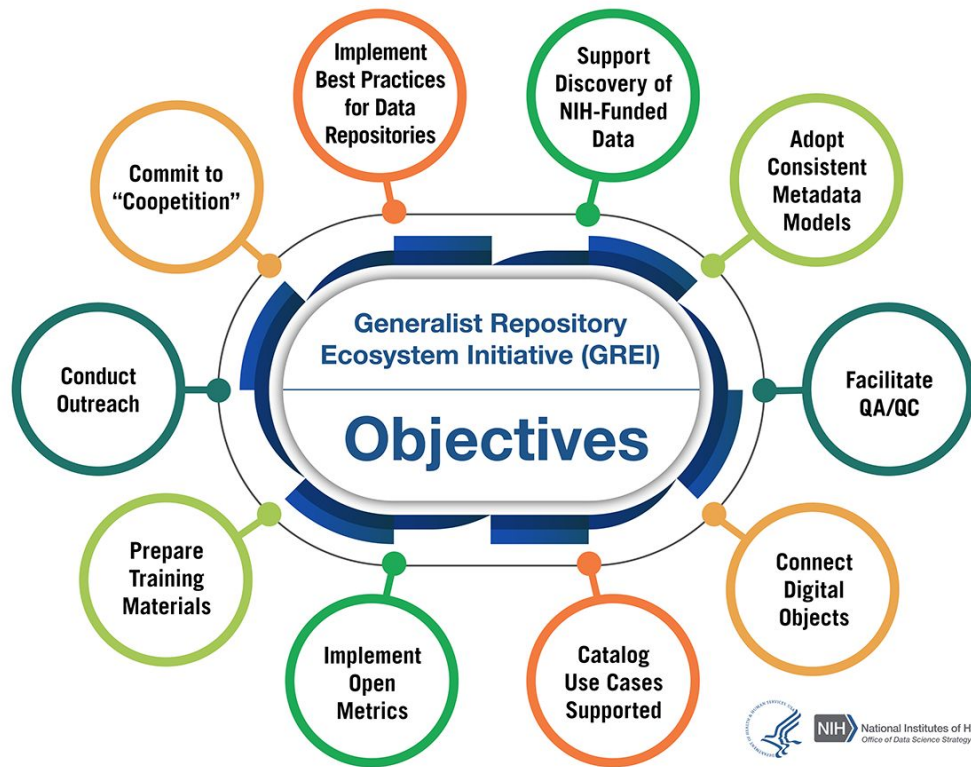 Implement
Best Practices
for Data
Repositories
Support
Discovery of
NIH-Funded
Data
Adopt
Consistent
Metadata
Models
Facilitate
QA/QC
Connect
Digital
Objects
Catalog
Use Cases
Supported
Implement
Open
Metrics
Prepare
Training
Materials
Conduct
Outreach
Commit to
“Coopetition”
Generalist Repository
Ecosystem Initiative (GREI)
Objectives
NIH
National Institutes of H
Office of Data Science Strategy